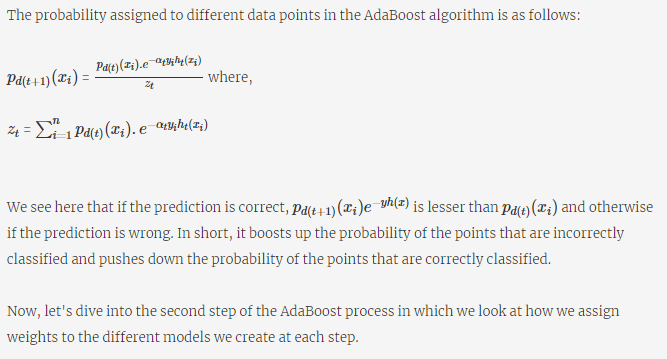 The probability assigned to different data points in the AdaBoost algorithm is as follows:
p_{d(t+1)}(x_i) = \frac{p_{d(t)}(x_i).e^{-α_t y_i h_t(x_i)}}{z_t} where,
z_t = ∑_{i=1}^{n} p_{d(t)}(x_i). e^{-α_t y_i h_t(x_i)}
We see here that if the prediction is correct, p_{d(t+1)}(x_i)e^{-yh(x)} is lesser than p_{d(t)}(x_i) and otherwise
if the prediction is wrong. In short, it boosts up the probability of the points that are incorrectly
classified and pushes down the probability of the points that are correctly classified.
Now, let's dive into the second step of the AdaBoost process in which we look at how we assign
weights to the different models we create at each step.